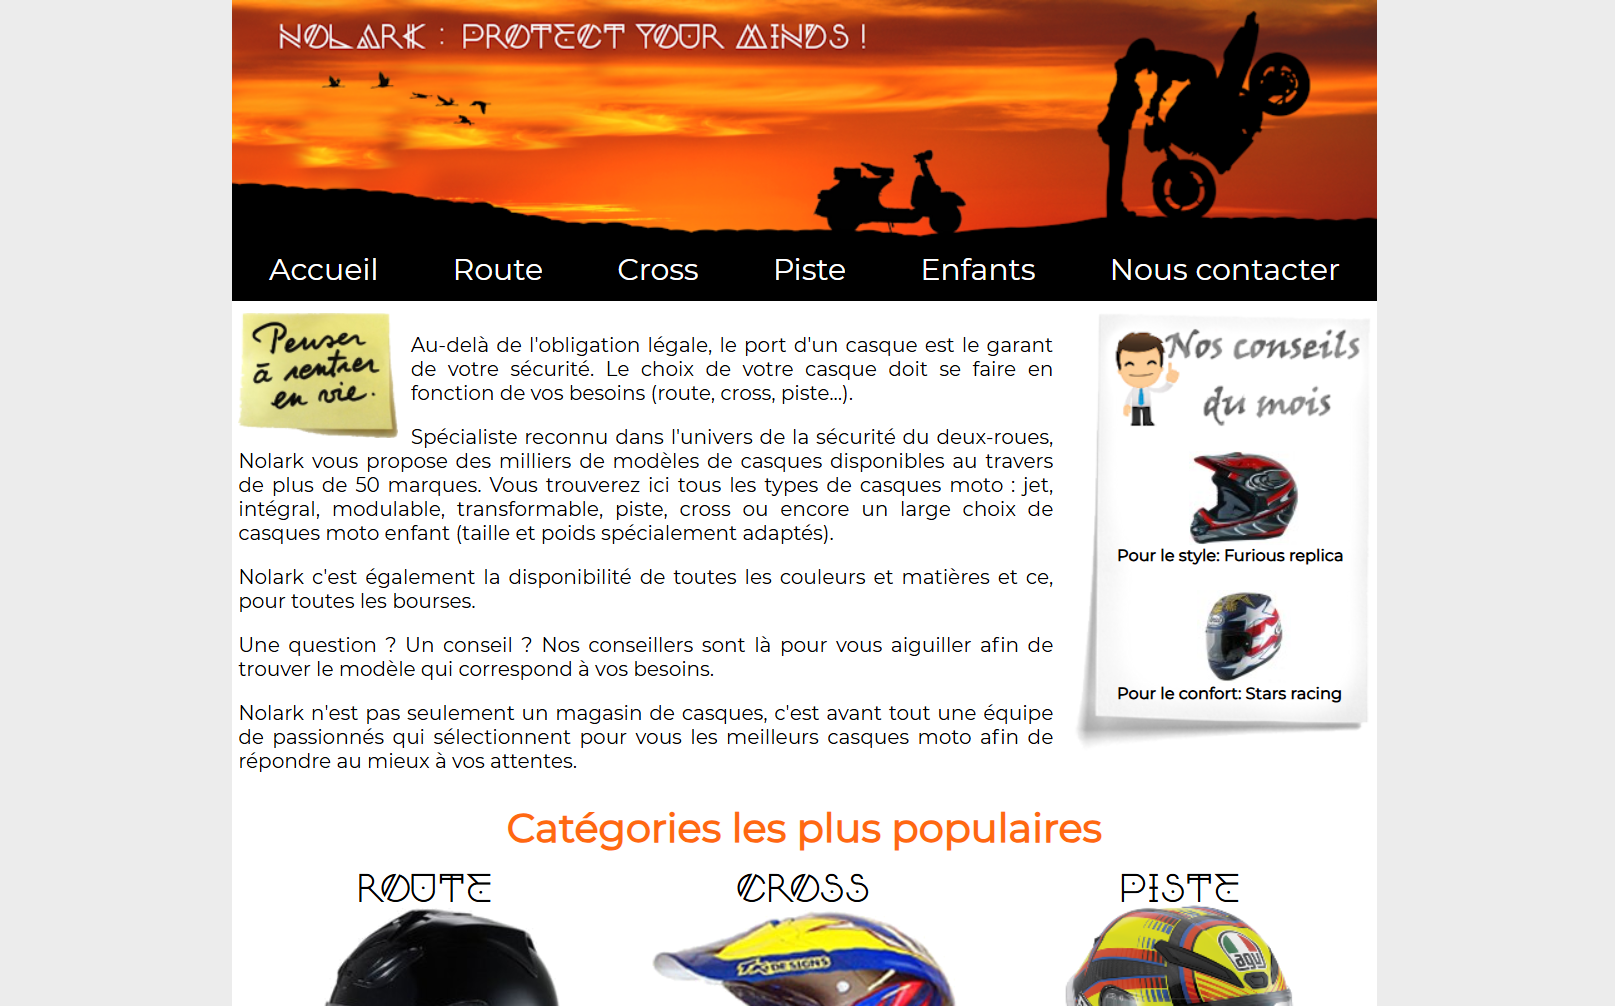 NOLARK : PROTECT YOUR MINDS !
Accueil Route Cross Piste Enfants Nous contacter
Penser
à rentrer
en vie.
Au-delà de l'obligation légale, le port d'un casque est le garant
de votre sécurité. Le choix de votre casque doit se faire en
fonction de vos besoins (route, cross, piste...).
Spécialiste reconnu dans l'univers de la sécurité du deux-roues,
Nolark vous propose des milliers de modèles de casques disponibles au travers
de plus de 50 marques. Vous trouverez ici tous les types de casques moto : jet,
intégral, modulable, transformable, piste, cross ou encore un large choix de
casques moto enfant (taille et poids spécialement adaptés).
Nolark c'est également la disponibilité de toutes les couleurs et matières et ce,
pour toutes les bourses.
Une question ? Un conseil ? Nos conseillers sont là pour vous aiguiller afin de
trouver le modèle qui correspond à vos besoins.
Nolark n'est pas seulement un magasin de casques, c'est avant tout une équipe
de passionnés qui sélectionnent pour vous les meilleurs casques moto afin de
répondre au mieux à vos attentes.
Nos conseils
du mois
Pour le style: Furious replica
Pour le confort: Stars racing
Catégories les plus populaires
ROUTE
CROSS
PISTE
DESIGNS
agv